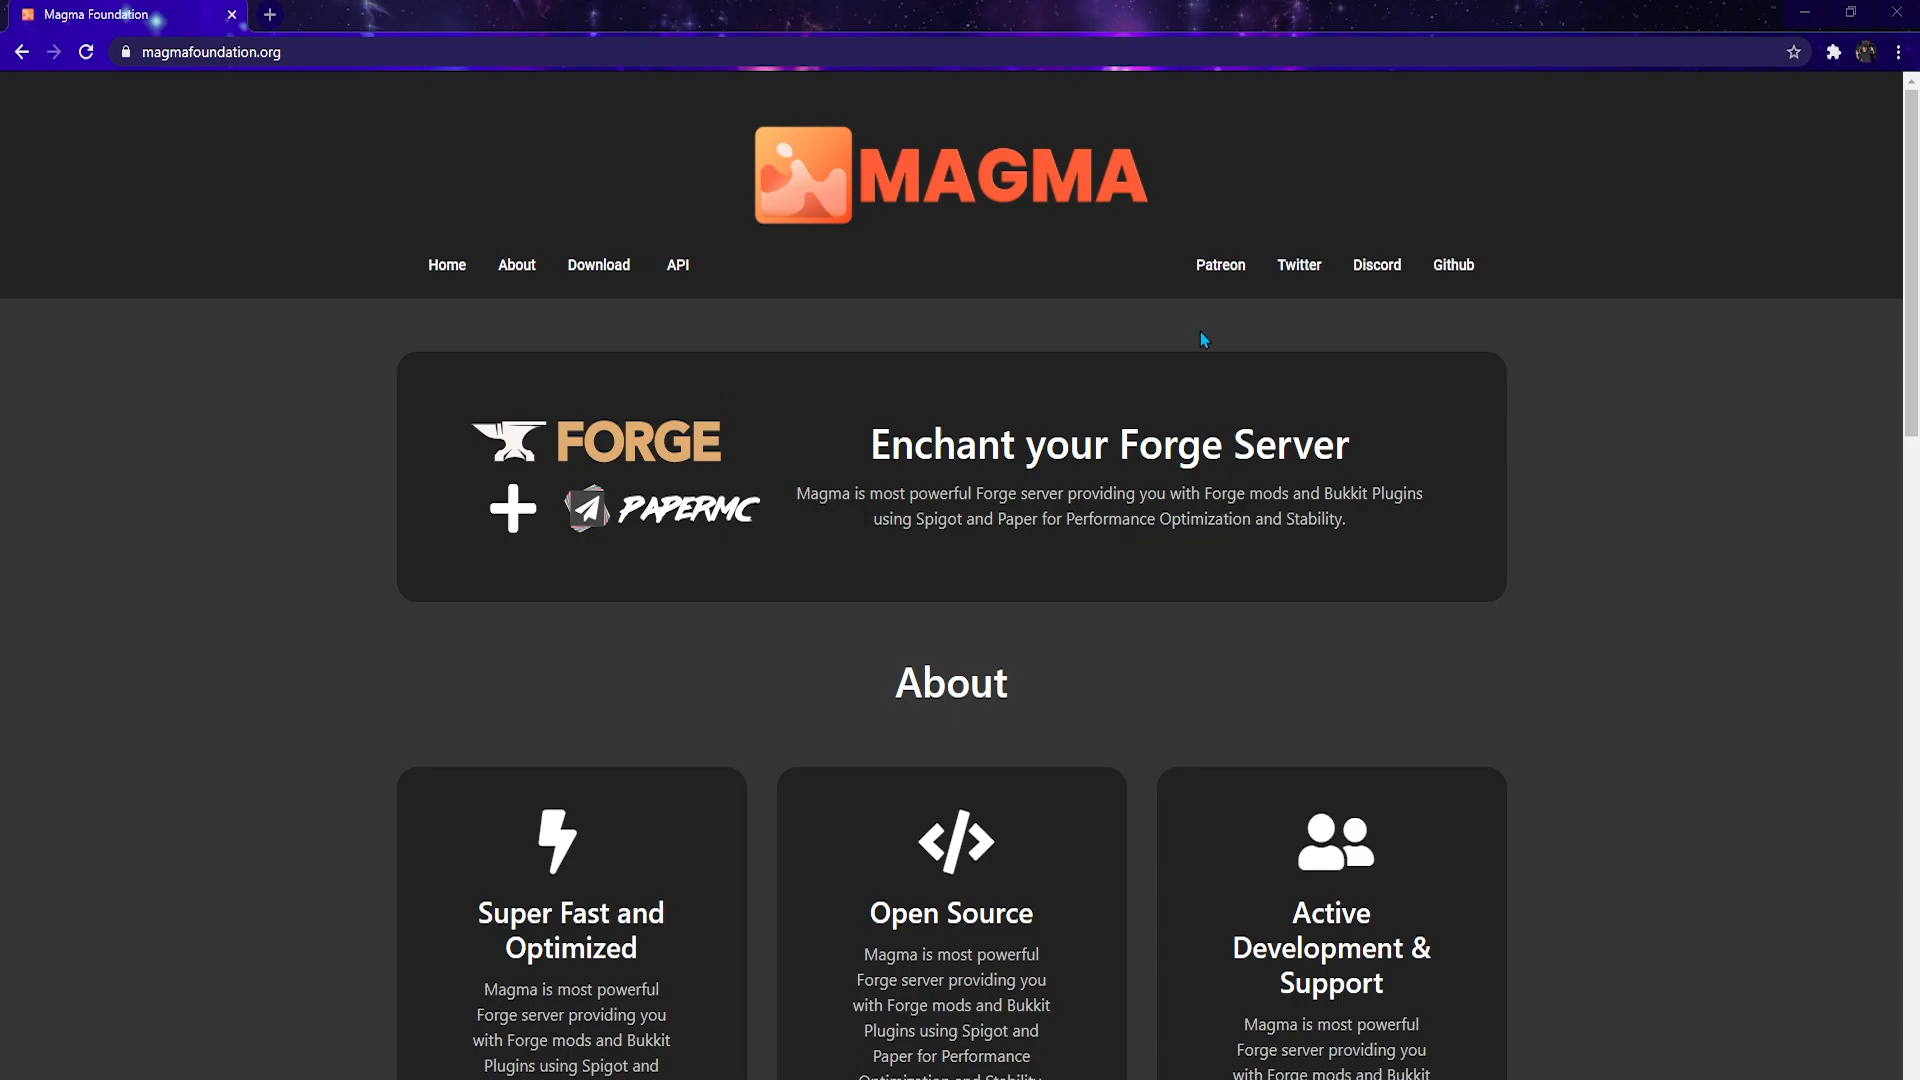 Magma Foundation
magmafoundation.org
MAGMA
Home About Download API Patreon Twitter Discord Github
FORGE
PAPERMC
Enchant your Forge Server
Magma is most powerful Forge server providing you with Forge mods and Bukkit Plugins
using Spigot and Paper for Performance Optimization and Stability.
About
Super Fast and
Optimized
Magma is most powerful
Forge server providing you
with Forge mods and Bukkit
Plugins using Spigot and
Open Source
Magma is most powerful
Forge server providing you
with Forge mods and Bukkit
Plugins using Spigot and
Paper for Performance
Optimization and Stability.
Active
Development &
Support
Magma is most powerful
Forge server providing you
with Forge mods and Bukkit